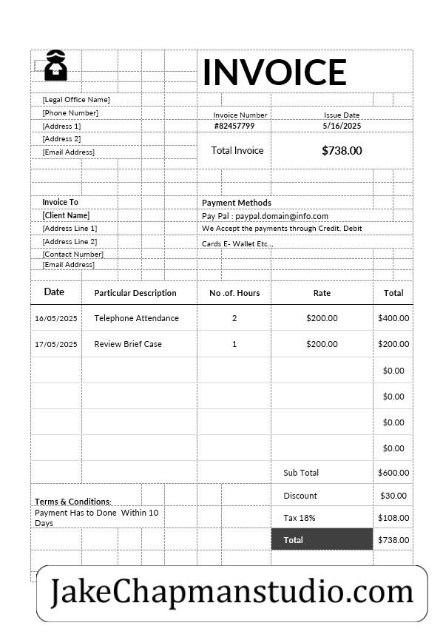 INVOICE
[Legal Office Name]
[Phone Number] Invoice Number Issue Date
[Address 1] #82457799 5/16/2025
[Address 2]
[Email Address] Total Invoice $738.00
Invoice To Payment Methods
[Client Name] Pay Pal : paypal.domain@info.com
[Address Line 1] We Accept the payments through Credit, Debit
[Address Line 2] Cards E- Wallet Etc..,
[Contact Number]
[Email Address]
Date Particular Description No .of. Hours Rate Total
16/05/2025 Telephone Attendance 2 $200.00 $400.00
17/05/2025 Review Brief Case 1 $200.00 $200.00
$0.00
$0.00
$0.00
$0.00
Sub Total $600.00
Discount $30.00
Terms & Conditions:
Payment Has to Done Within 10 Tax 18% $108.00
Days
Total $738.00
JakeChapmanstudio.com